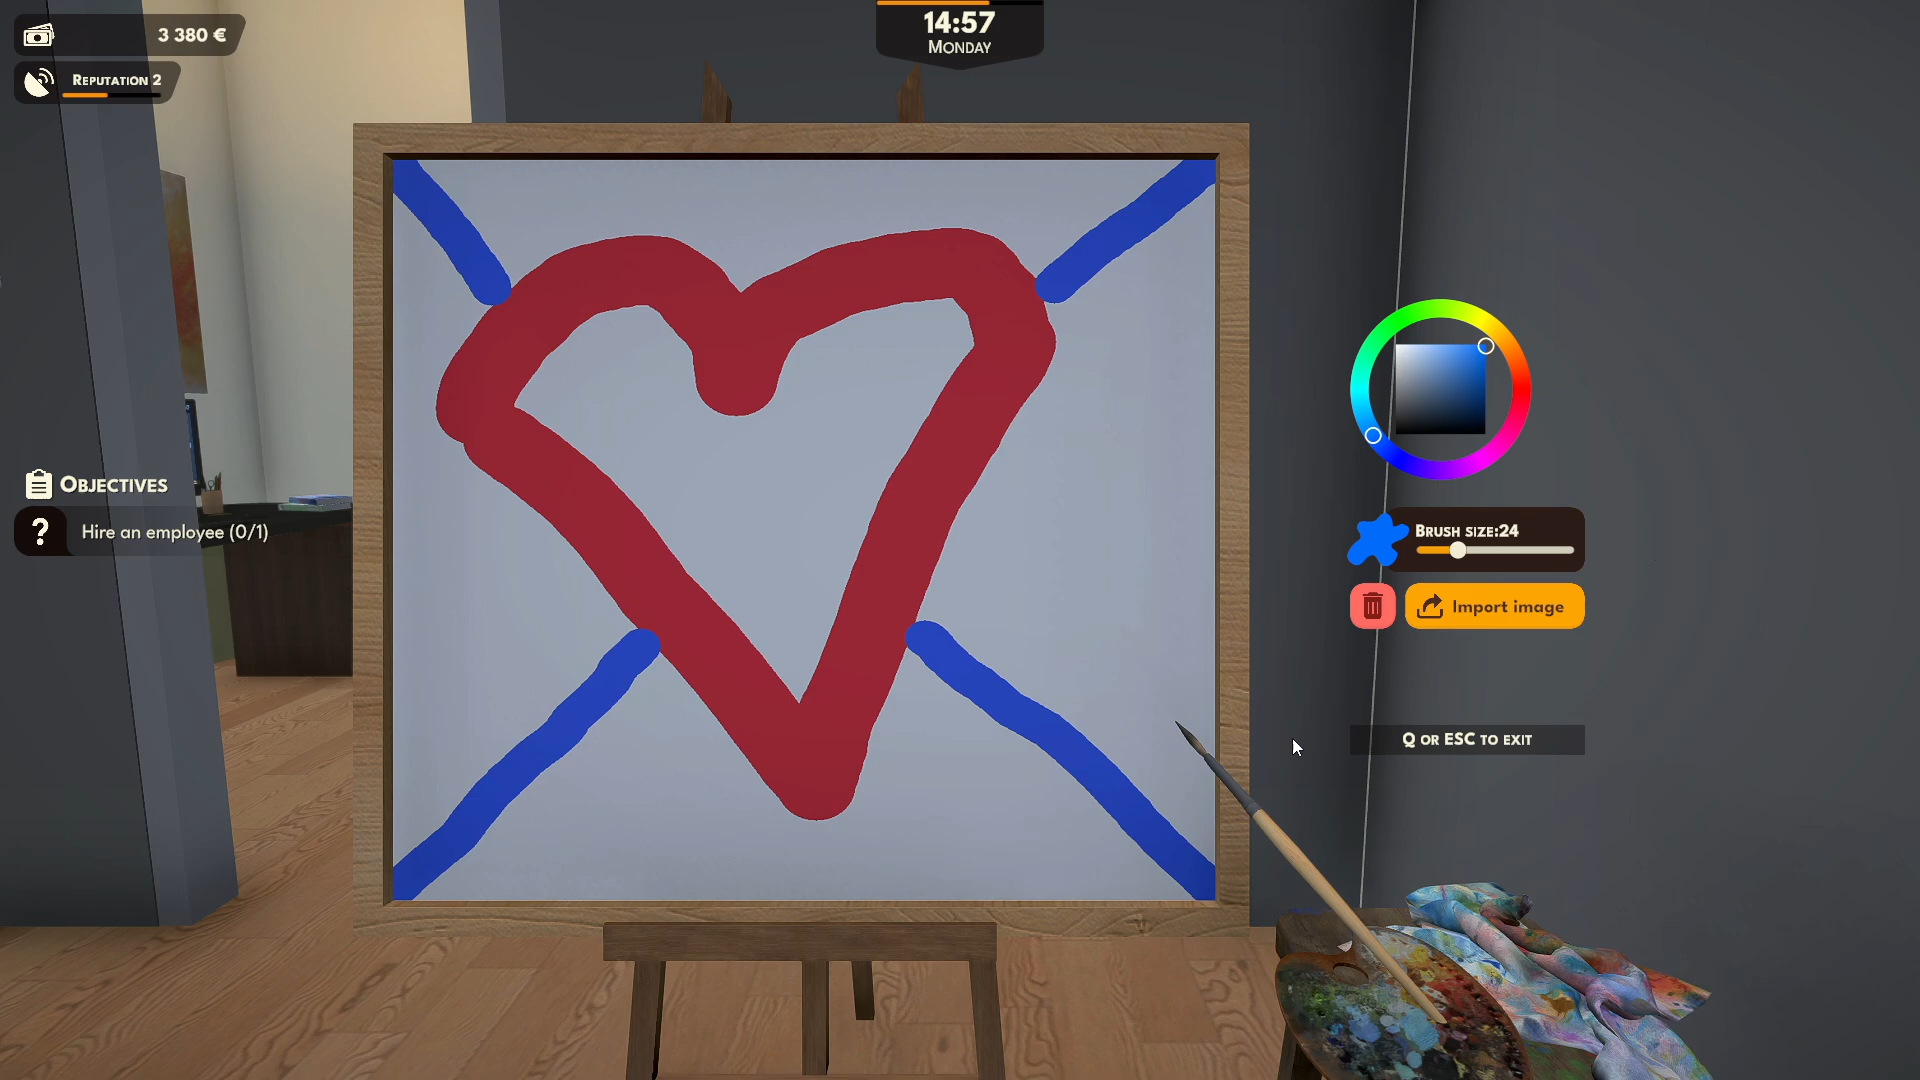 3 380 €
Reputation 2
14:57
Monday
Objectives
? Hire an employee (0/1)
Brush size:24
Import image
Q or ESC to exit